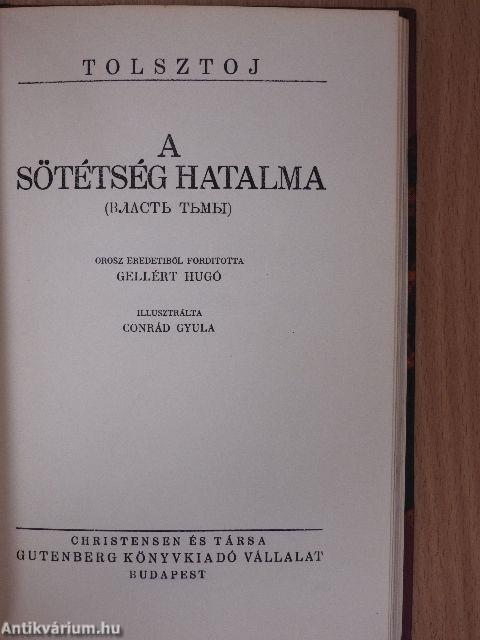 TOLSZTOJ
A
SÖTÉTSÉG HATALMA
(ВЛАСТЬ ТЬМЫ)
OROSZ EREDETIBŐL FORDITOTTA
GELLÉRT HUGÓ
ILLUSZTRÁLTA
CONRÁD GYULA
CHRISTENSEN ÉS TÁRSA
GUTENBERG KÖNYVKIADÓ VÁLLALAT
BUDAPEST
Antikvárium.hu